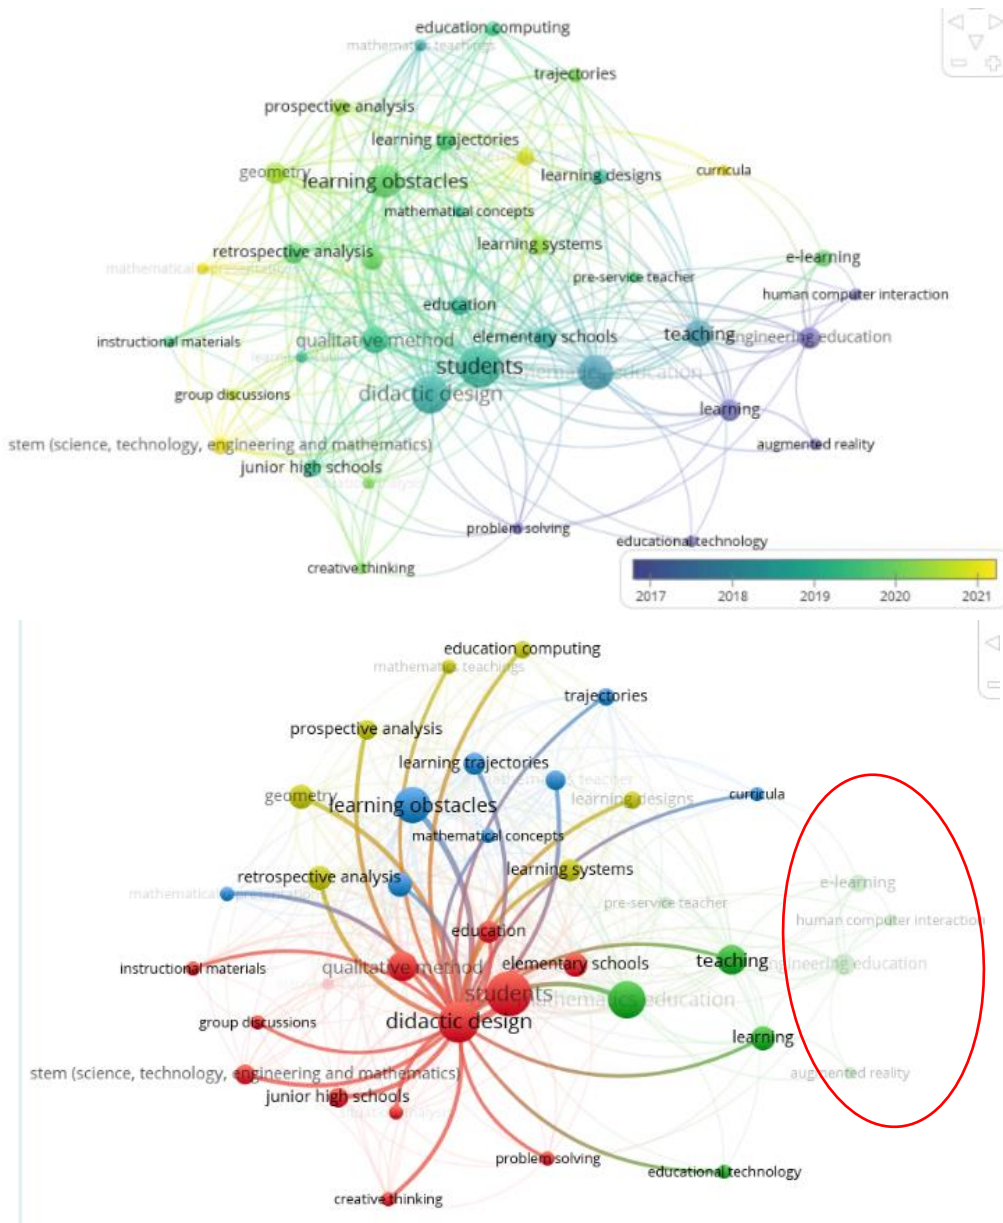 education computing
mathematics teachings
trajectories
prospective analysis
learning trajectories
geometry
learning obstacles
learning designs
curricula
mathematical concepts
retrospective analysis
learning systems
e-learning
pre-service teacher
human computer interaction
education
instructional materials
qualitative method
elementary schools
teaching
engineering education
students
mathematics education
didactic design
group discussions
learning
stem (science, technology, engineering and mathematics)
augmented reality
junior high schools
problem solving
educational technology
creative thinking
2017 2018 2019 2020 2021
education computing
mathematics teachings
trajectories
prospective analysis
learning trajectories
mathematics teacher
geometry
learning obstacles
learning designs
curricula
mathematical concepts
retrospective analysis
learning systems
e-learning
pre-service teacher
human computer interaction
education
instructional materials
qualitative method
elementary schools
teaching
engineering education
students
mathematics education
didactic design
group discussions
learning
stem (science, technology, engineering and mathematics)
augmented reality
junior high schools
problem solving
educational technology
creative thinking